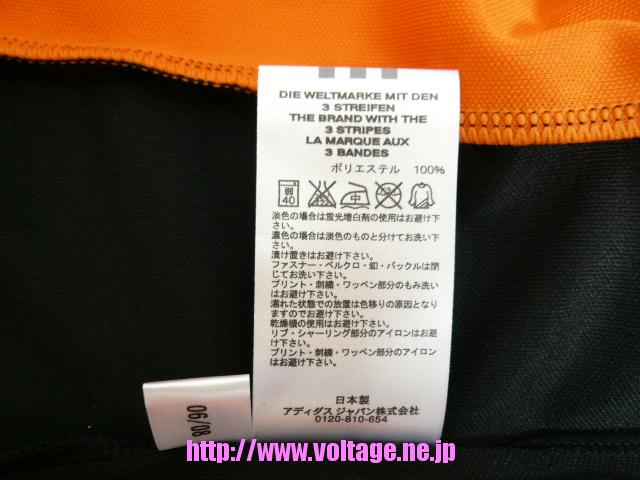 DIE WELTMARKE MIT DEN
3 STREIFEN
THE BRAND WITH THE
3 STRIPES
LA MARQUE AUX
3 BANDES
ポリエステル 100%
弱
40
中
淡色の場合は蛍光増白剤の使用はお避け下
さい。
濃色の場合は淡色のものと分けてお洗い下
さい。
漬け置きはお避け下さい。
ファスナー・ベルクロ・釦・バックルは閉
じてお洗い下さい。
プリント・刺繍・ワッペン部分のもみ洗い
はお避け下さい。
濡れた状態での放置は色移りの原因となり
ますのでお避け下さい。
乾燥機の使用はお避け下さい。
リブ・シャーリング部分のアイロンはお避
け下さい。
プリント・刺繍・ワッペン部分のアイロン
はお避け下さい。
日本製
アディダス ジャパン株式会社
0120-810-654
06/08
http://www.voltage.ne.jp